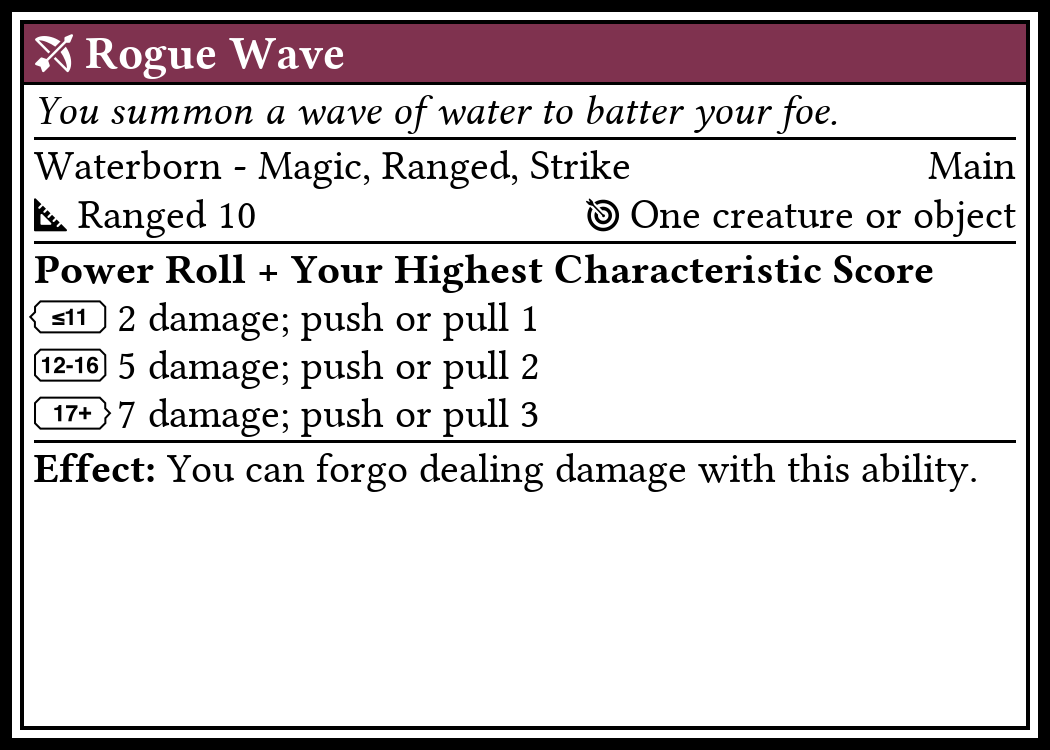 Rogue Wave
You summon a wave of water to batter your foe.
Waterborn - Magic, Ranged, Strike Main
Ranged 10 One creature or object
Power Roll + Your Highest Characteristic Score
≤11 2 damage; push or pull 1
12-16 5 damage; push or pull 2
17+ 7 damage; push or pull 3
Effect: You can forgo dealing damage with this ability.